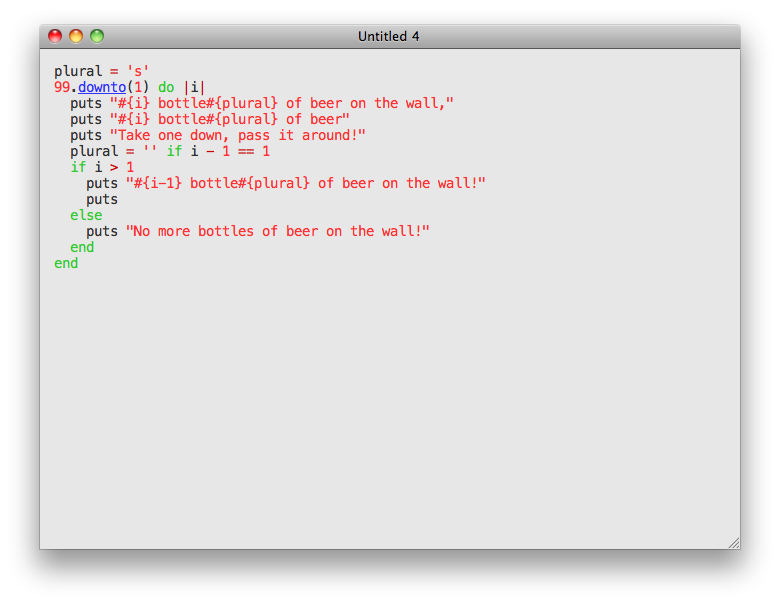 Untitled 4
plural = 's'
99.downto(1) do |i|
  puts "#{i} bottle#{plural} of beer on the wall,"
  puts "#{i} bottle#{plural} of beer"
  puts "Take one down, pass it around!"
  plural = '' if i - 1 == 1
  if i > 1
    puts "#{i-1} bottle#{plural} of beer on the wall!"
    puts
  else
    puts "No more bottles of beer on the wall!"
  end
end